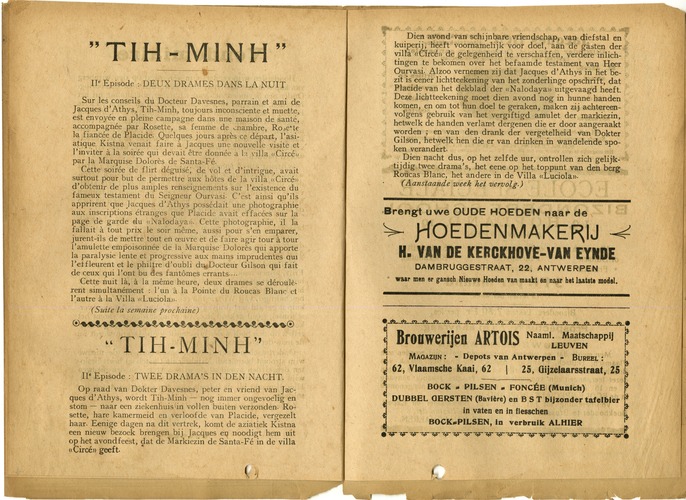 "TIH-MINH"
IIe Episode : DEUX DRAMES DANS LA NUIT
Sur les conseils du Docteur Davesnes, parrain et ami de
Jacques d'Athys, Tih-Minh, toujours inconsciente et muette,
est envoyée en pleine campagne dans une maison de santé,
accompagnée par Rosette, sa femme de chambre, Rosette
la fiancée de Placide. Quelques jours après ce départ, l'as-
iatique Kistna venait faire à Jacques une nouvelle visite et
l'inviter à la soirée qui devait être donnée à la villa «Circé»
par la Marquise Dolorès de Santa-Fé.
Cette soirée de flirt déguisé, de vol et d'intrigue, avait
surtout pour but de permettre aux hôtes de la villa «Circé»
d'obtenir de plus amples renseignements sur l'existence du
fameux testament du Seigneur Ourvasi. C'est ainsi qu'ils
apprirent que Jacques d'Athys possédait une photographie
aux inscriptions étranges que Placide avait effacées sur la
page de garde du «Nalodaya». Cette photographie, il la
fallait à tout prix le soir même, aussi pour s'en emparer,
jurent-ils de mettre tout en œuvre et de faire agir tour à tour
l'amulette empoisonnée de la Marquise Dolorès qui apporte
la paralysie lente et progressive aux mains imprudentes qui
l'effleurent et le philtre d'oubli du Docteur Gilson qui fait
de ceux qui l'ont bu des fantômes errants...
Cette nuit là, à la même heure, deux drames se déroulè-
rent simultanément : l'un à la Pointe du Roucas Blanc et
l'autre à la Villa «Luciola».
(Suite la semaine prochaine)
"TIH-MINH"
IIe Episode : TWEE DRAMA'S IN DEN NACHT.
Op raad van Dokter Davesnes, peter en vriend van Jac-
ques d'Athys, wordt Tih-Minh — nog immer ongevoelig en
stom — naar een ziekenhuis in vollen buiten verzonden. Ro-
sette, hare kamermeid en verloofde van Placide, vergezelt
haar. Eenige dagen na dit vertrek, komt de aziatiek Kistna
een nieuw bezoek brengen bij Jacques en noodigt hem uit
op het avondfeest, dat de Markiezin de Santa-Fé in de villa
«Circé» geeft.
Dien avond van schijnbare vriendschap, van diefstal en
kuiperij, heeft voornamelijk voor doel, aan de gasten der
villa «Circé» de gelegenheid te verschaffen, verdere inlich-
tingen te bekomen over het befaamde testament van Heer
Ourvasi. Alzoo vernemen zij dat Jacques d'Athys in het be-
zit is eener lichtteekening van het zonderlinge opschrift, dat
Placide van het dekblad der «Nalodaya» uitgevaagd heeft.
Deze lichtteekening moet dien avond nog in hunne handen
komen, en om tot hun doel te geraken, maken zij achtereen-
volgens gebruik van het vergiftigd amulet der markiezin,
hetwelk de handen verlamt dergenen die er door aangeraakt
worden ; en van den drank der vergetelheid van Dokter
Gilson, hetwelk hen die er van drinken in wandelende spo-
ken verandert.
Dien nacht dus, op het zelfde uur, ontrollen zich gelijk-
tijdig twee drama's, het eene op het toppunt van den berg
Roucas Blanc, het andere in de Villa «Luciola».
(Aanstaande week het vervolg.)
Brengt uwe OUDE HOEDEN naar de
HOEDENMAKERIJ
H. VAN DE KERCKHOVE-VAN EYNDE
DAMBRUGGESTRAAT, 22, ANTWERPEN
waar men er gansch Nieuwe Hoeden van maakt en naar het laatste model.
Brouwerijen ARTOIS Naaml. Maatschappij
LEUVEN
MAGAZIJN : - Depots van Antwerpen - BUREEL :
62, Vlaamsche Kaai, 62 | 25, Gijzelaarsstraat, 25
BOCK - PILSEN - FONCÉE (Munich)
DUBBEL GERSTEN (Bavière) en B S T bijzonder tafelbier
in vaten en in flesschen
BOCK-PILSEN, in verbruik ALHIER